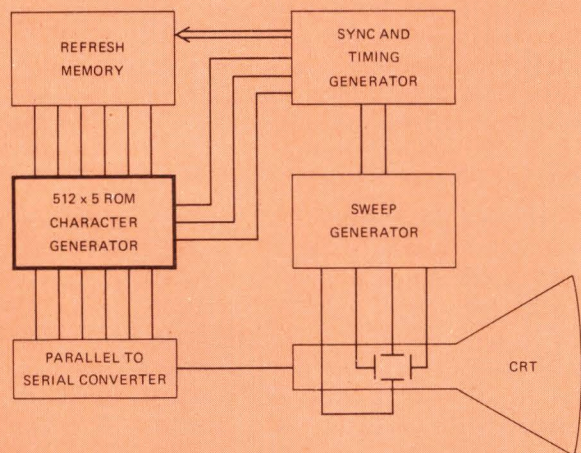 REFRESH
MEMORY
SYNC AND
TIMING
GENERATOR
512 x 5 ROM
CHARACTER
GENERATOR
SWEEP
GENERATOR
PARALLEL TO
SERIAL CONVERTER
CRT